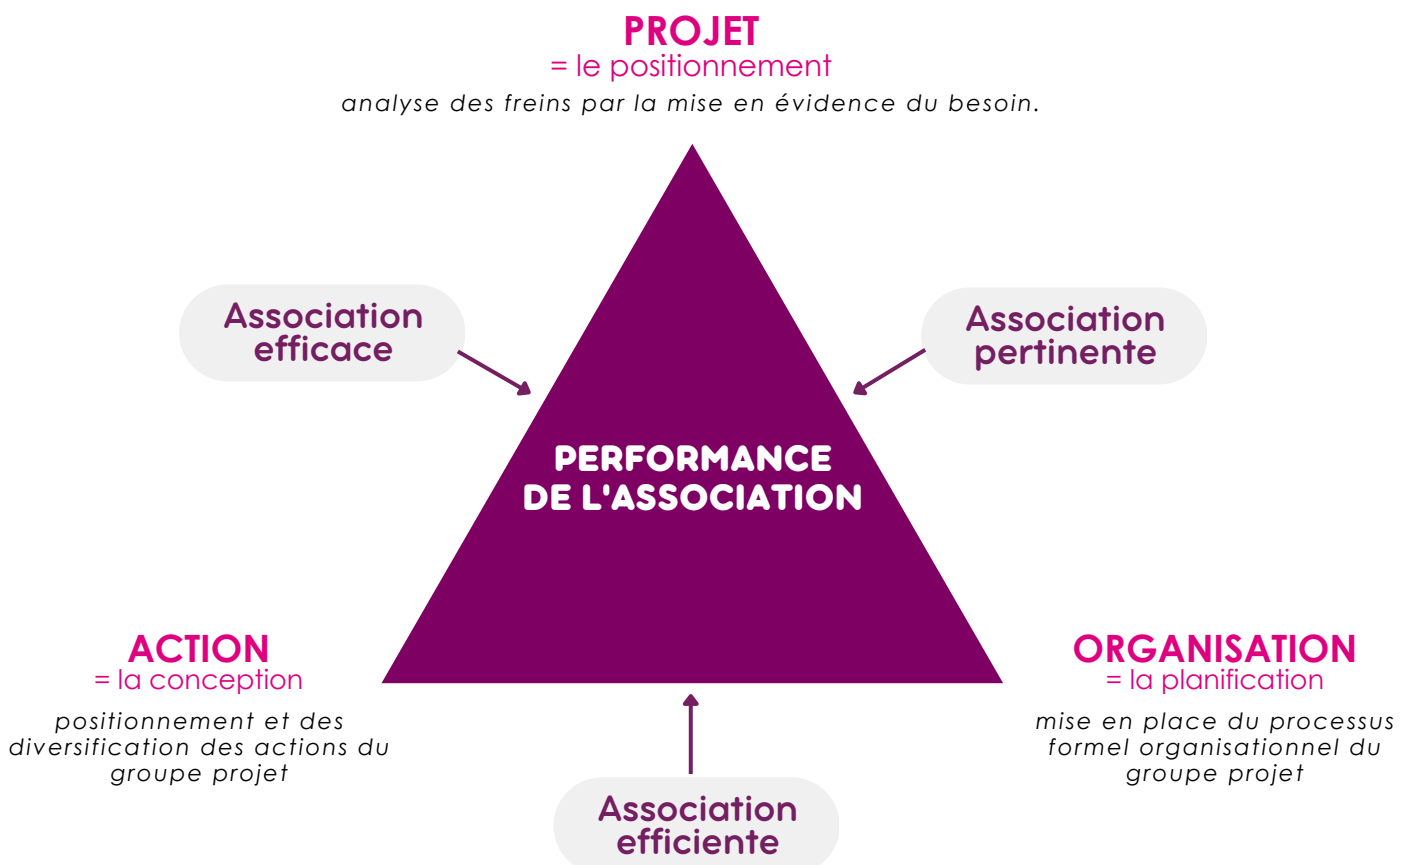 PROJET
= le positionnement
analyse des freins par la mise en évidence du besoin.
Association
efficace
Association
pertinente
PERFORMANCE
DE L'ASSOCIATION
ACTION
= la conception
positionnement et des
diversification des actions du
groupe projet
ORGANISATION
= la planification
mise en place du processus
formel organisationnel du
groupe projet
Association
efficiente